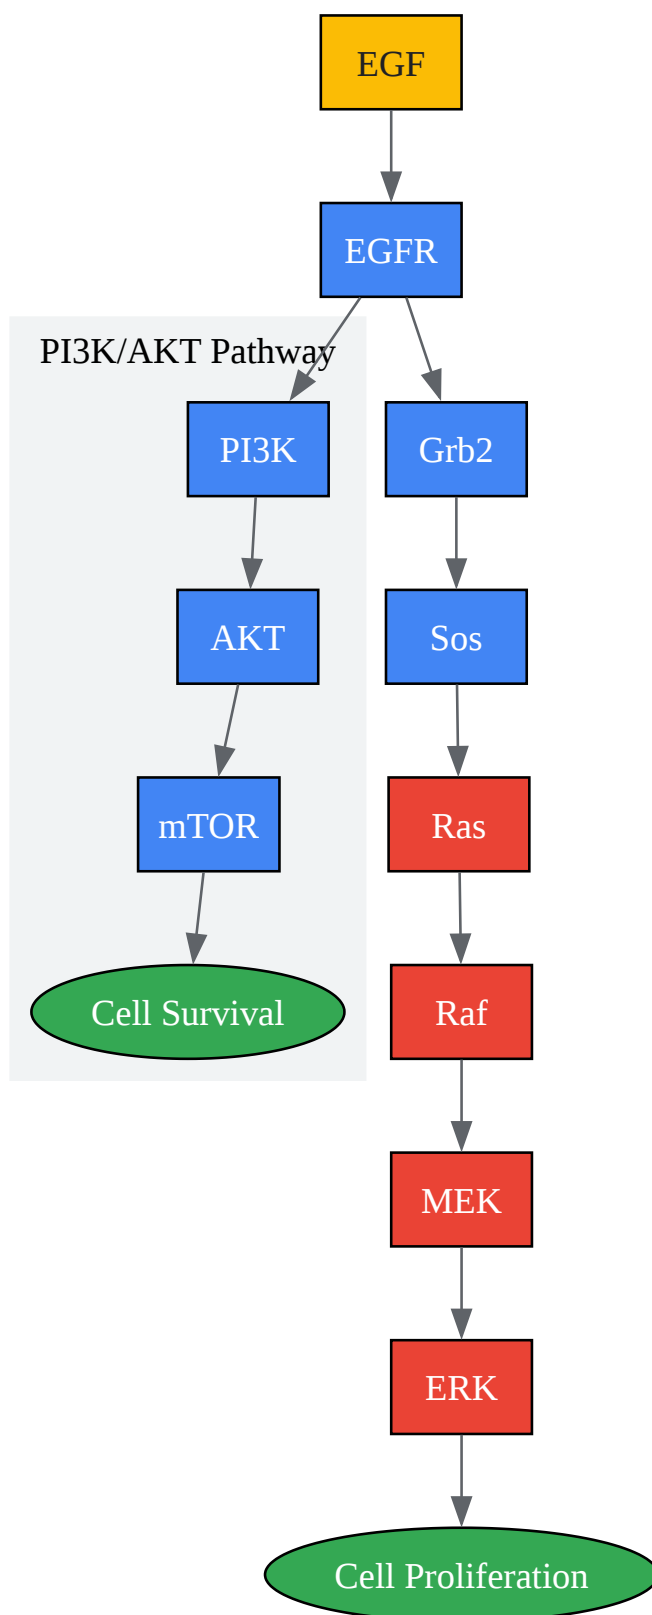 EGF
EGFR
PI3K/AKT Pathway
PI3K
Grb2
AKT
Sos
mTOR
Ras
Cell Survival
Raf
MEK
ERK
Cell Proliferation